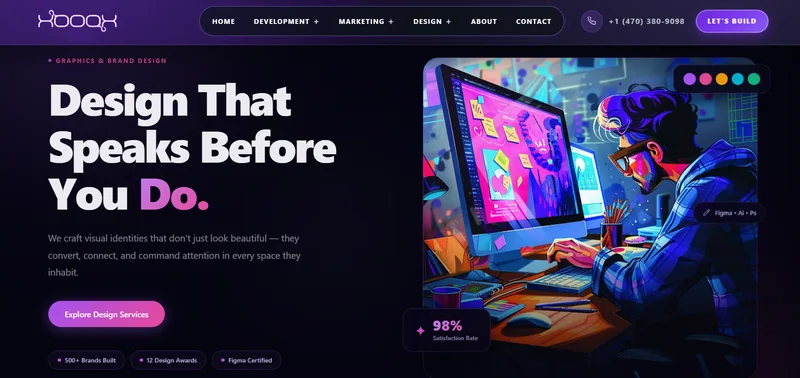 XOOQX
HOME
DEVELOPMENT +
MARKETING +
DESIGN +
ABOUT
CONTACT
+1 (470) 380-9098
LET'S BUILD
GRAPHICS & BRAND DESIGN
Design That
Speaks Before
You Do.
We craft visual identities that don't just look beautiful — they
convert, connect, and command attention in every space they
inhabit.
Explore Design Services
500+ Brands Built
12 Design Awards
Figma Certified
Figma • Ai • Ps
98%
Satisfaction Rate